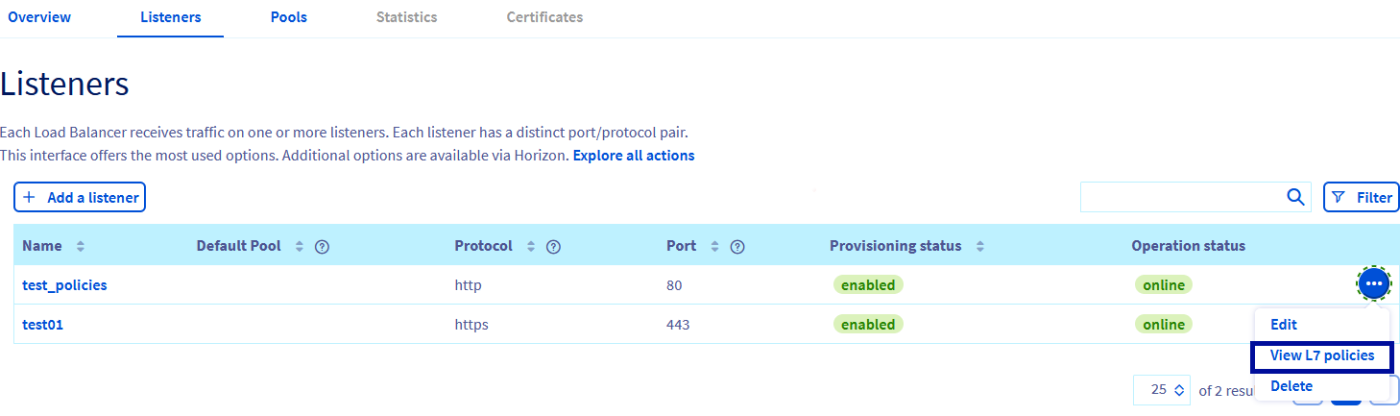 Overview Listeners Pools Statistics Certificates
Listeners
Each Load Balancer receives traffic on one or more listeners. Each listener has a distinct port/protocol pair.
This interface offers the most used options. Additional options are available via Horizon. Explore all actions
+ Add a listener
Filter
Name Default Pool Protocol Port Provisioning status Operation status
test_policies http 80 enabled online
test01 https 443 enabled online
Edit
View L7 policies
Delete
25 of 2